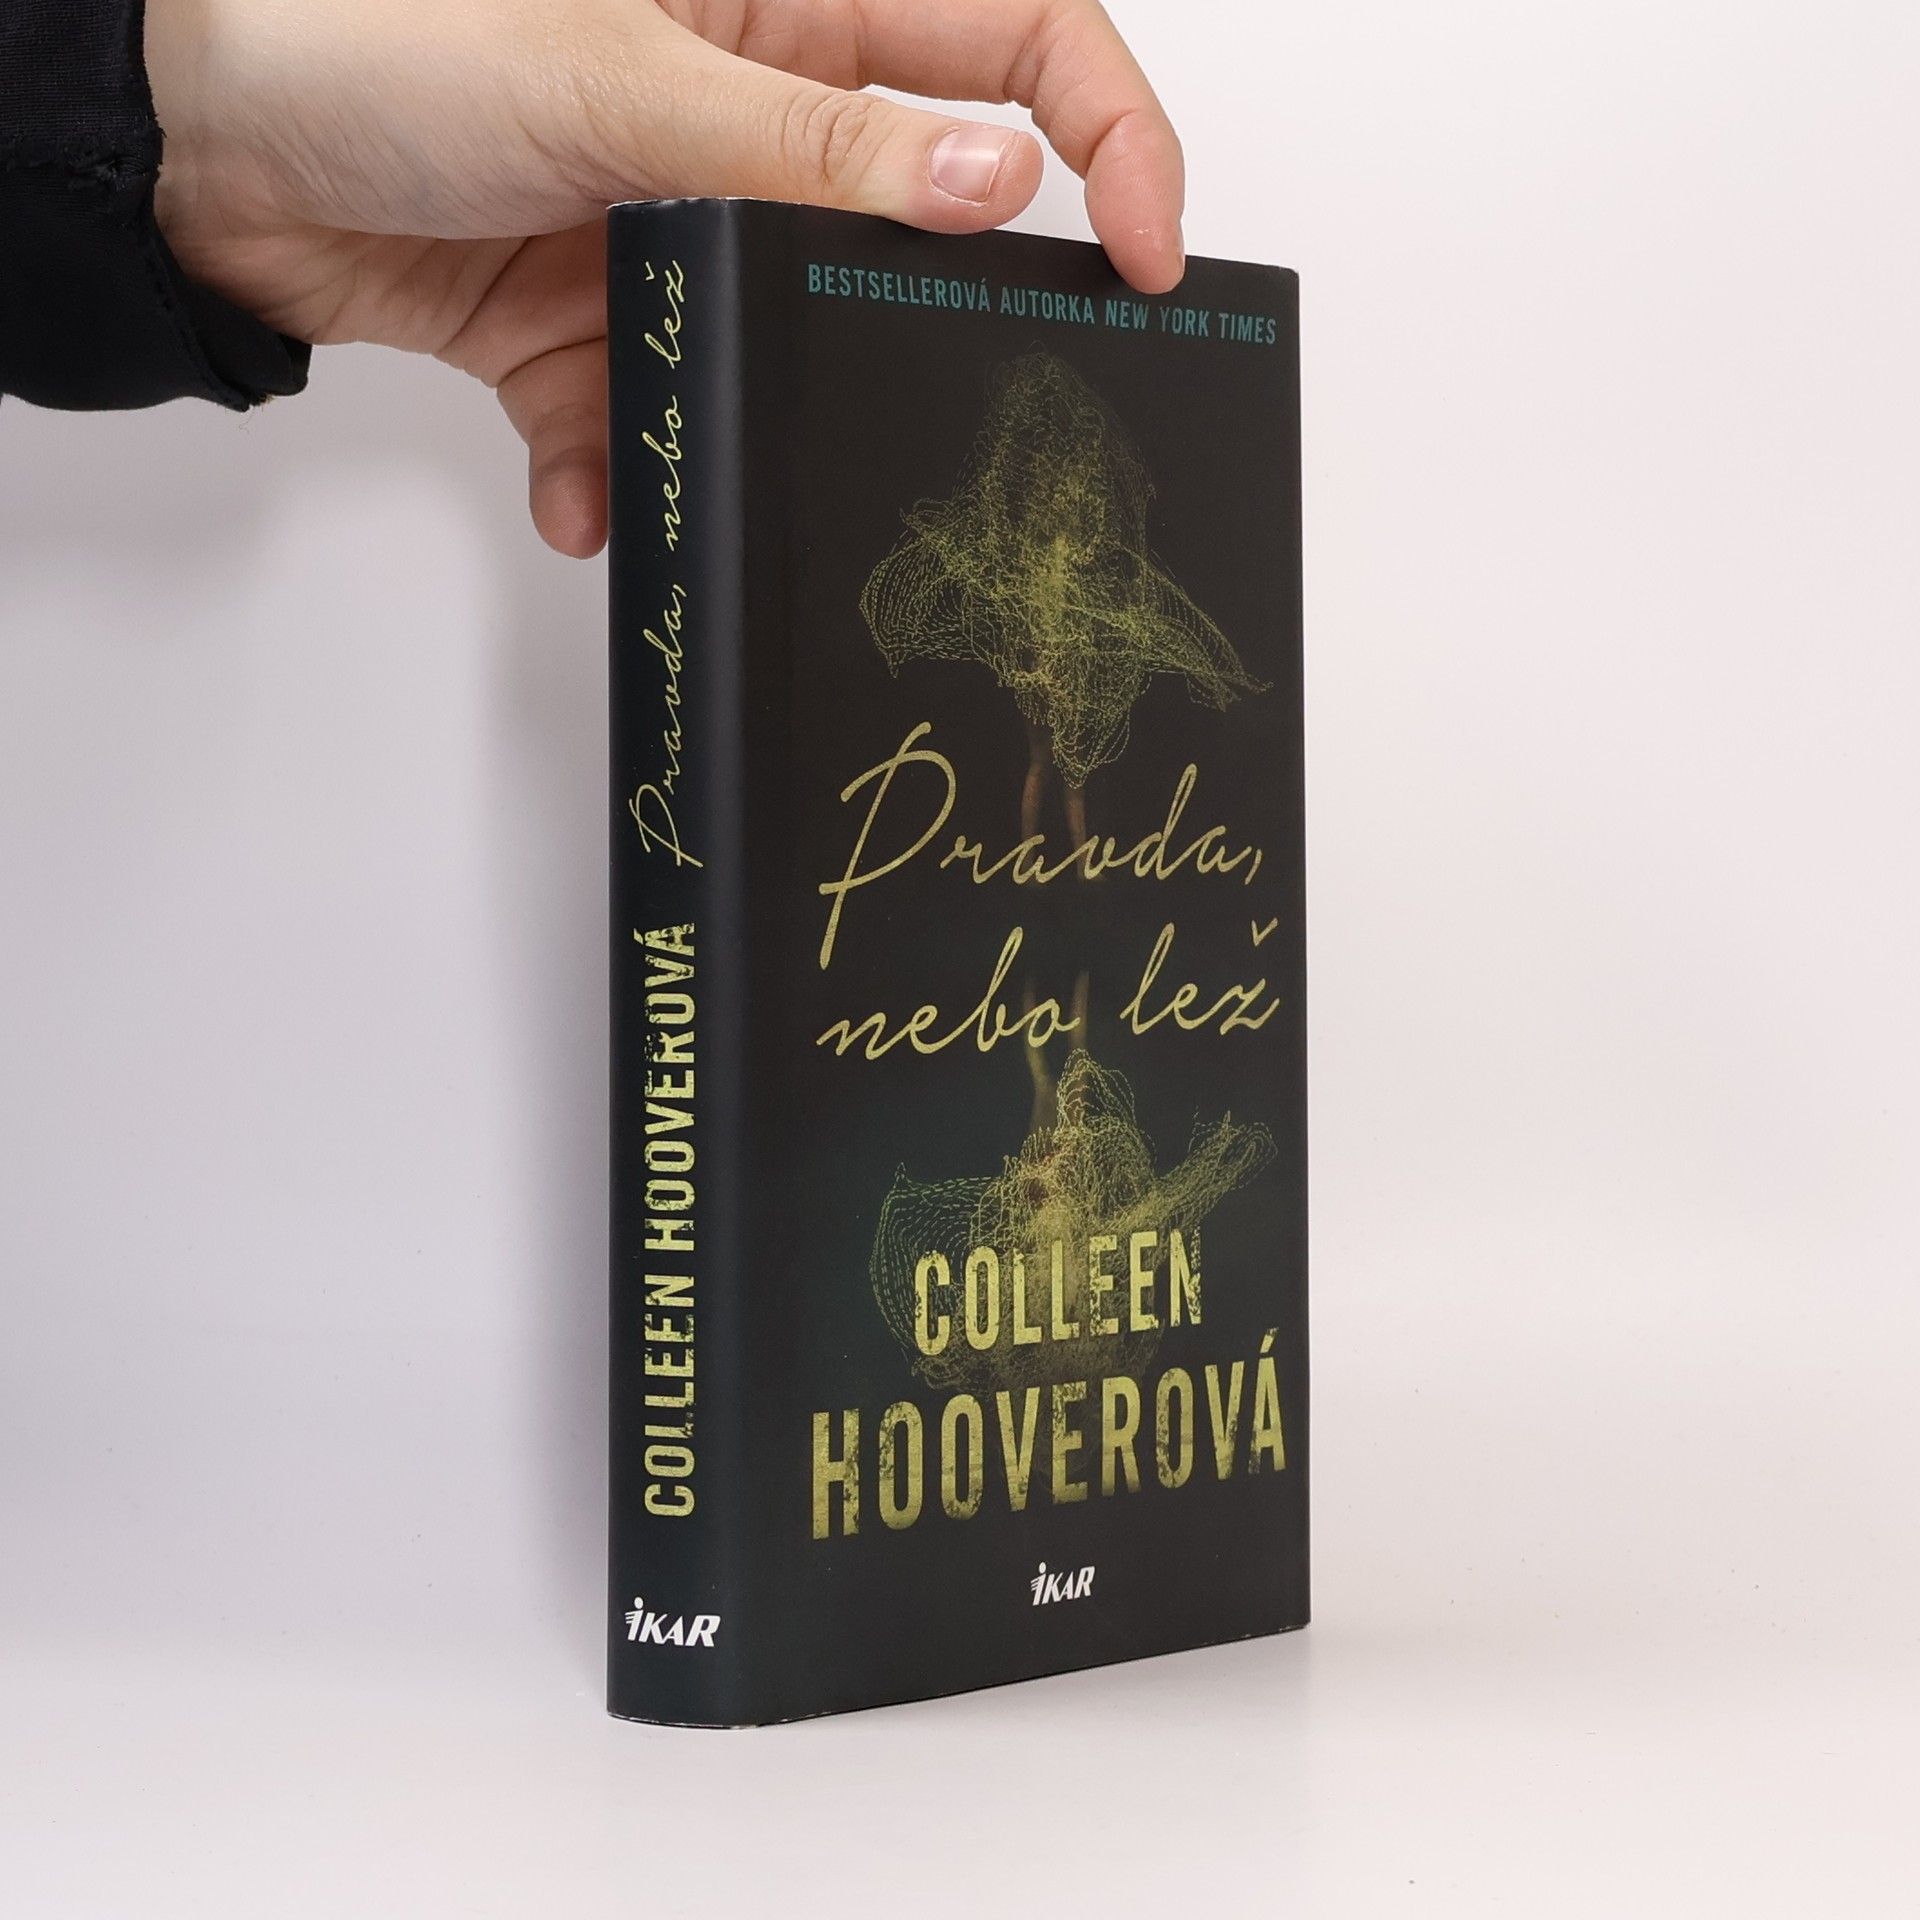 COLLEEN HOOVEROVÁ Pravda, nebo lež
iKAR
BESTSELLEROVÁ AUTORKA NEW YORK TIMES
Pravda,
nebo lež
COLLEEN
HOOVEROVÁ
iKAR